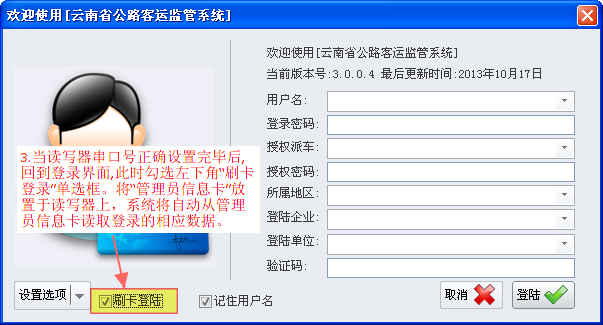 欢迎使用[云南省公路客运监管系统]
欢迎使用[云南省公路客运监管系统]
当前版本号:3.0.0.4 最后更新时间:2013年10月17日
用户名:
登录密码:
授权派车:
授权密码:
所属地区:
登陆企业:
登陆单位:
验证码:
3.当读写器串口号正确设置完毕后,
回到登录界面,此时勾选左下角“刷卡
登录”单选框。将“管理员信息卡”放
置于读写器上，系统将自动从管理
员信息卡读取登录的相应数据。
设置选项
刷卡登陆
记住用户名
取消
登陆